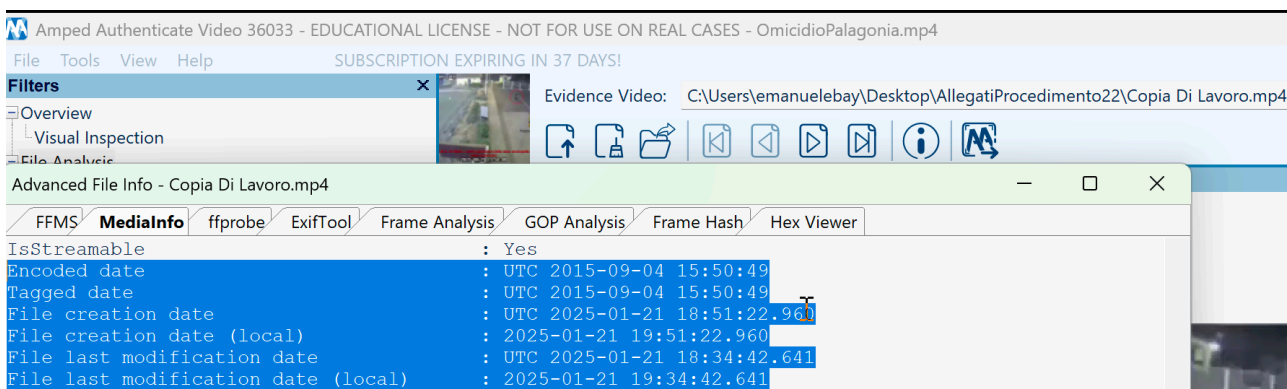 Amped Authenticate Video 36033 - EDUCATIONAL LICENSE - NOT FOR USE ON REAL CASES - OmicidioPalagonia.mp4
File Tools View Help SUBSCRIPTION EXPIRING IN 37 DAYS!
Filters
Overview
Visual Inspection
File Analysis
Evidence Video: C:\Users\emanuelebay\Desktop\AllegatiProcedimento22\Copia Di Lavoro.mp4
Advanced File Info - Copia Di Lavoro.mp4
FFMS MediaInfo ffprobe ExifTool Frame Analysis GOP Analysis Frame Hash Hex Viewer
IsStreamable : Yes
Encoded date : UTC 2015-09-04 15:50:49
Tagged date : UTC 2015-09-04 15:50:49
File creation date : UTC 2025-01-21 18:51:22.960
File creation date (local) : 2025-01-21 19:51:22.960
File last modification date : UTC 2025-01-21 18:34:42.641
File last modification date (local) : 2025-01-21 19:34:42.641